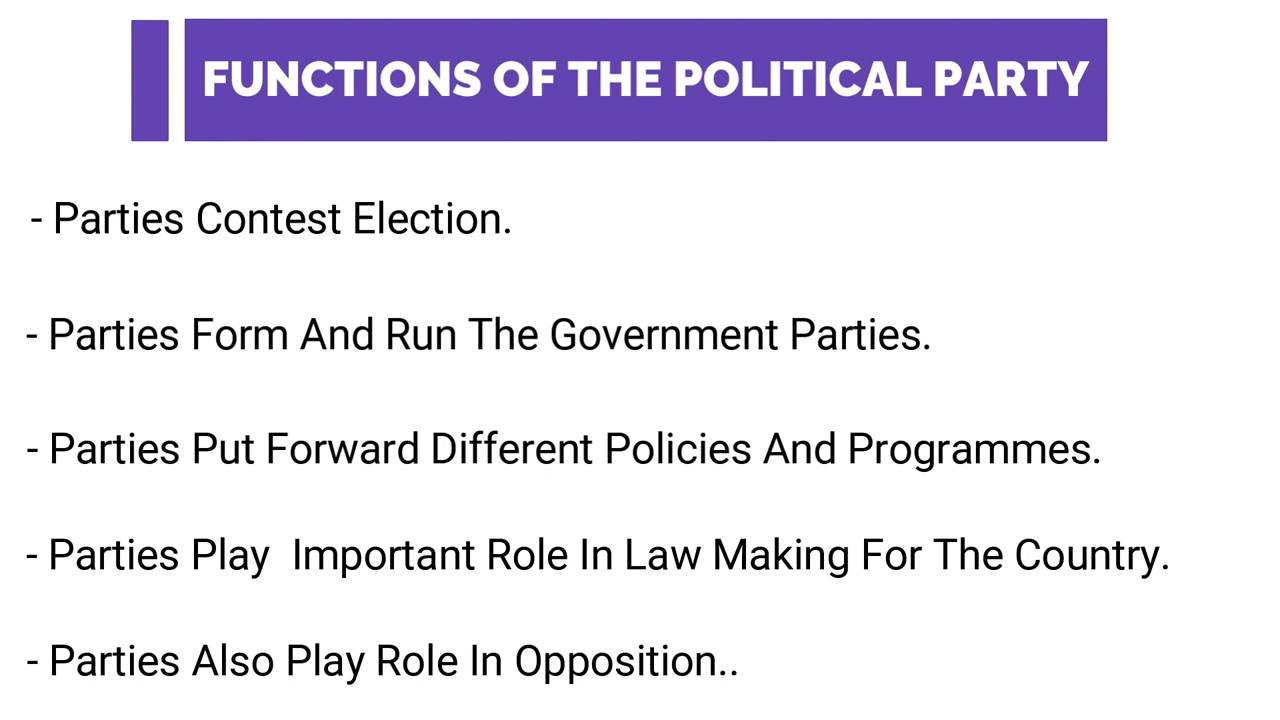 FUNCTIONS OF THE POLITICAL PARTY
- Parties Contest Election.
- Parties Form And Run The Government Parties.
- Parties Put Forward Different Policies And Programmes.
- Parties Play  Important Role In Law Making For The Country.
- Parties Also Play Role In Opposition..